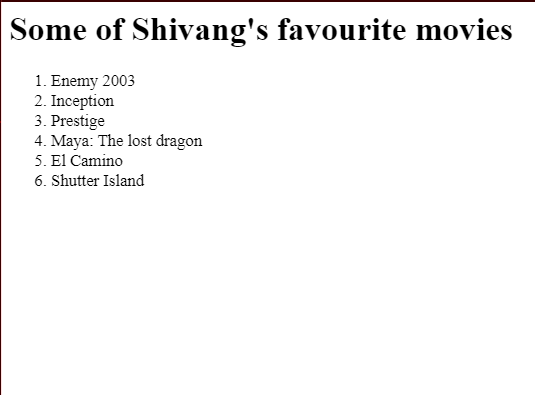 Some of Shivang's favourite movies
1. Enemy 2003
2. Inception
3. Prestige
4. Maya: The lost dragon
5. El Camino
6. Shutter Island